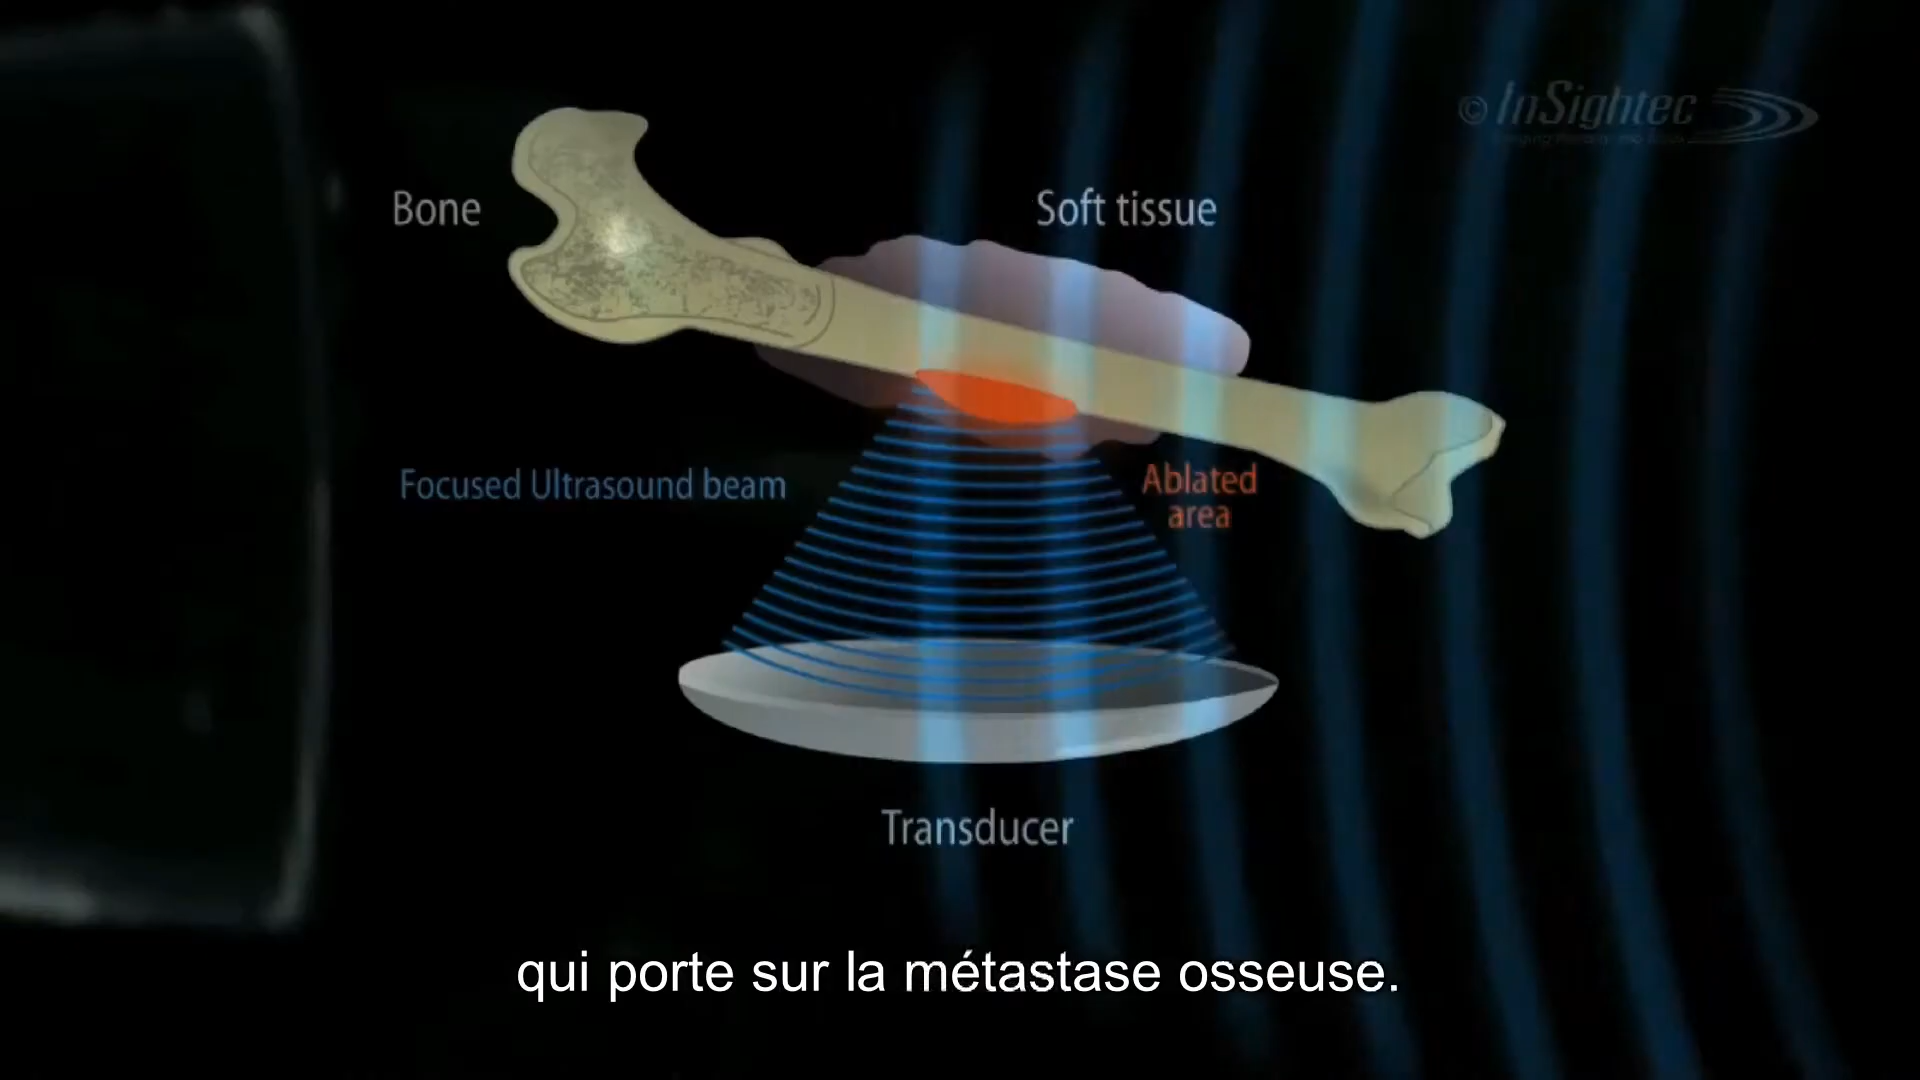 © InSightec
Bone
Soft tissue
Focused Ultrasound beam
Ablated
area
Transducer
qui porte sur la métastase osseuse.